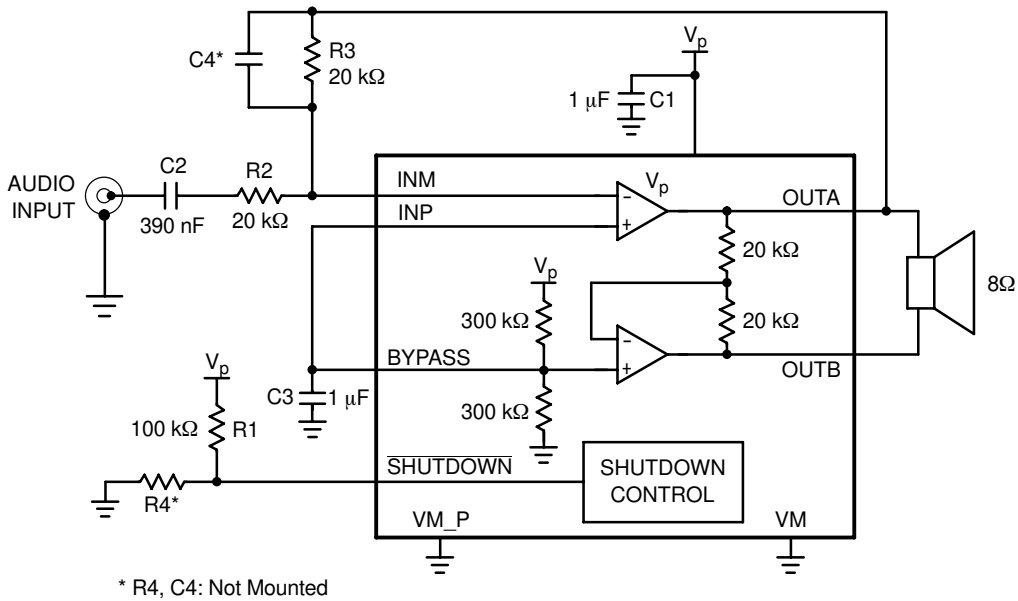 C4*
R3
20 kΩ
Vp
1 μF
C1
AUDIO
INPUT
C2
390 nF
R2
20 kΩ
INM
INP
Vp
-
+
OUTA
20 kΩ
20 kΩ
8Ω
Vp
300 kΩ
-
+
BYPASS
OUTB
C3
1 μF
300 kΩ
Vp
100 kΩ
R1
SHUTDOWN
SHUTDOWN
CONTROL
R4*
VM_P
VM
* R4, C4: Not Mounted